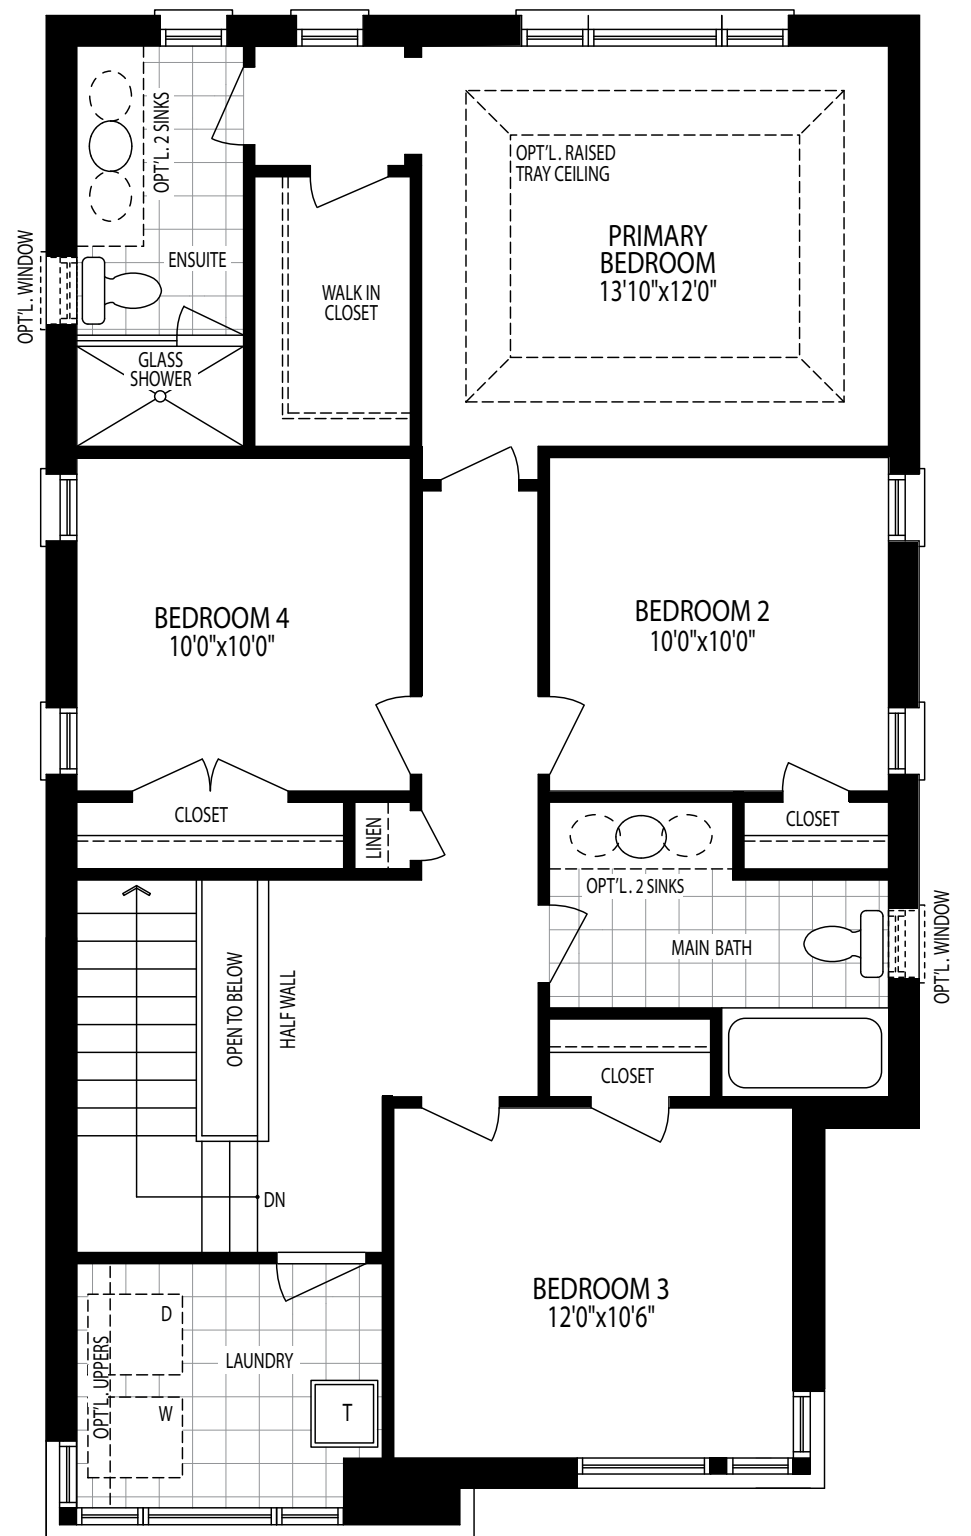 OPT'L. 2 SINKS
OPT'L. RAISED
TRAY CEILING
PRIMARY
BEDROOM
13'10"x12'0"
ENSUITE
OPT'L. WINDOW
WALK IN
CLOSET
GLASS
SHOWER
BEDROOM 4
10'0"x10'0"
BEDROOM 2
10'0"x10'0"
CLOSET
LINEN
CLOSET
OPT'L. 2 SINKS
MAIN BATH
OPT'L. WINDOW
OPEN TO BELOW
HALF WALL
CLOSET
DN
BEDROOM 3
12'0"x10'6"
D
OPT'L. UPPERS
LAUNDRY
W
T